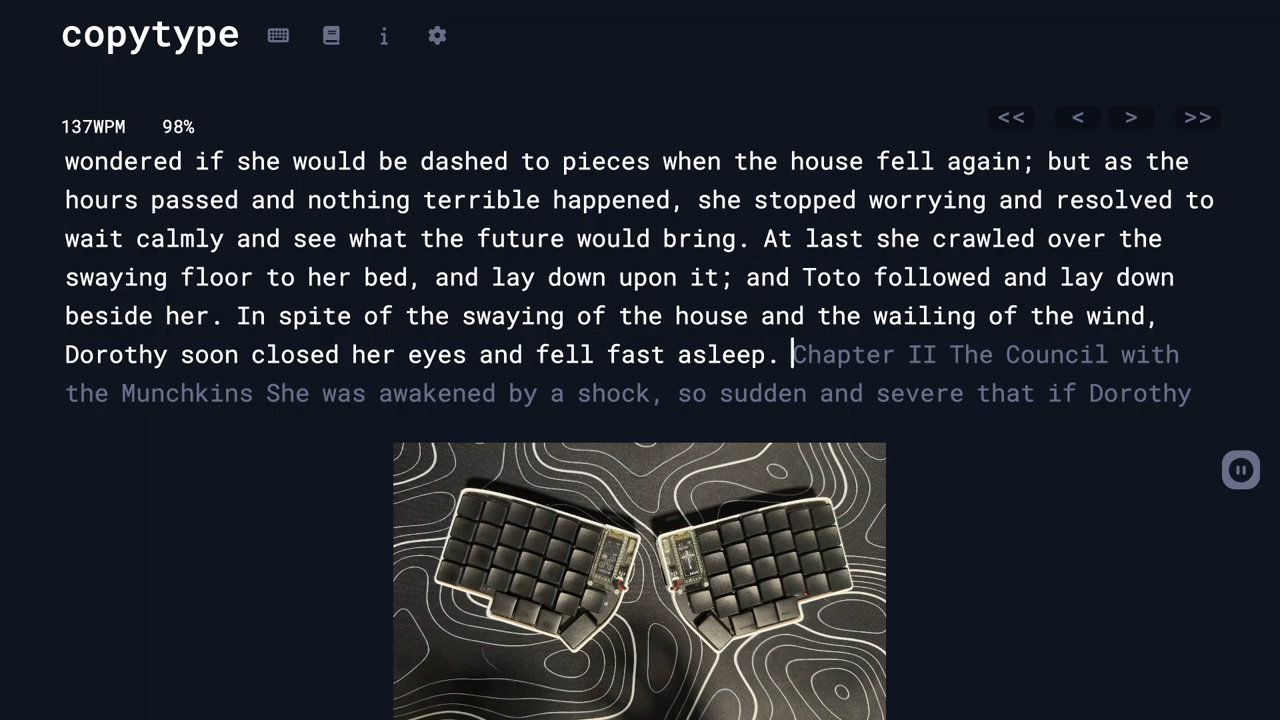 copytype
137WPM 98%
<< < > >>
wondered if she would be dashed to pieces when the house fell again; but as the
hours passed and nothing terrible happened, she stopped worrying and resolved to
wait calmly and see what the future would bring. At last she crawled over the
swaying floor to her bed, and lay down upon it; and Toto followed and lay down
beside her. In spite of the swaying of the house and the wailing of the wind,
Dorothy soon closed her eyes and fell fast asleep. Chapter II The Council with
the Munchkins She was awakened by a shock, so sudden and severe that if Dorothy